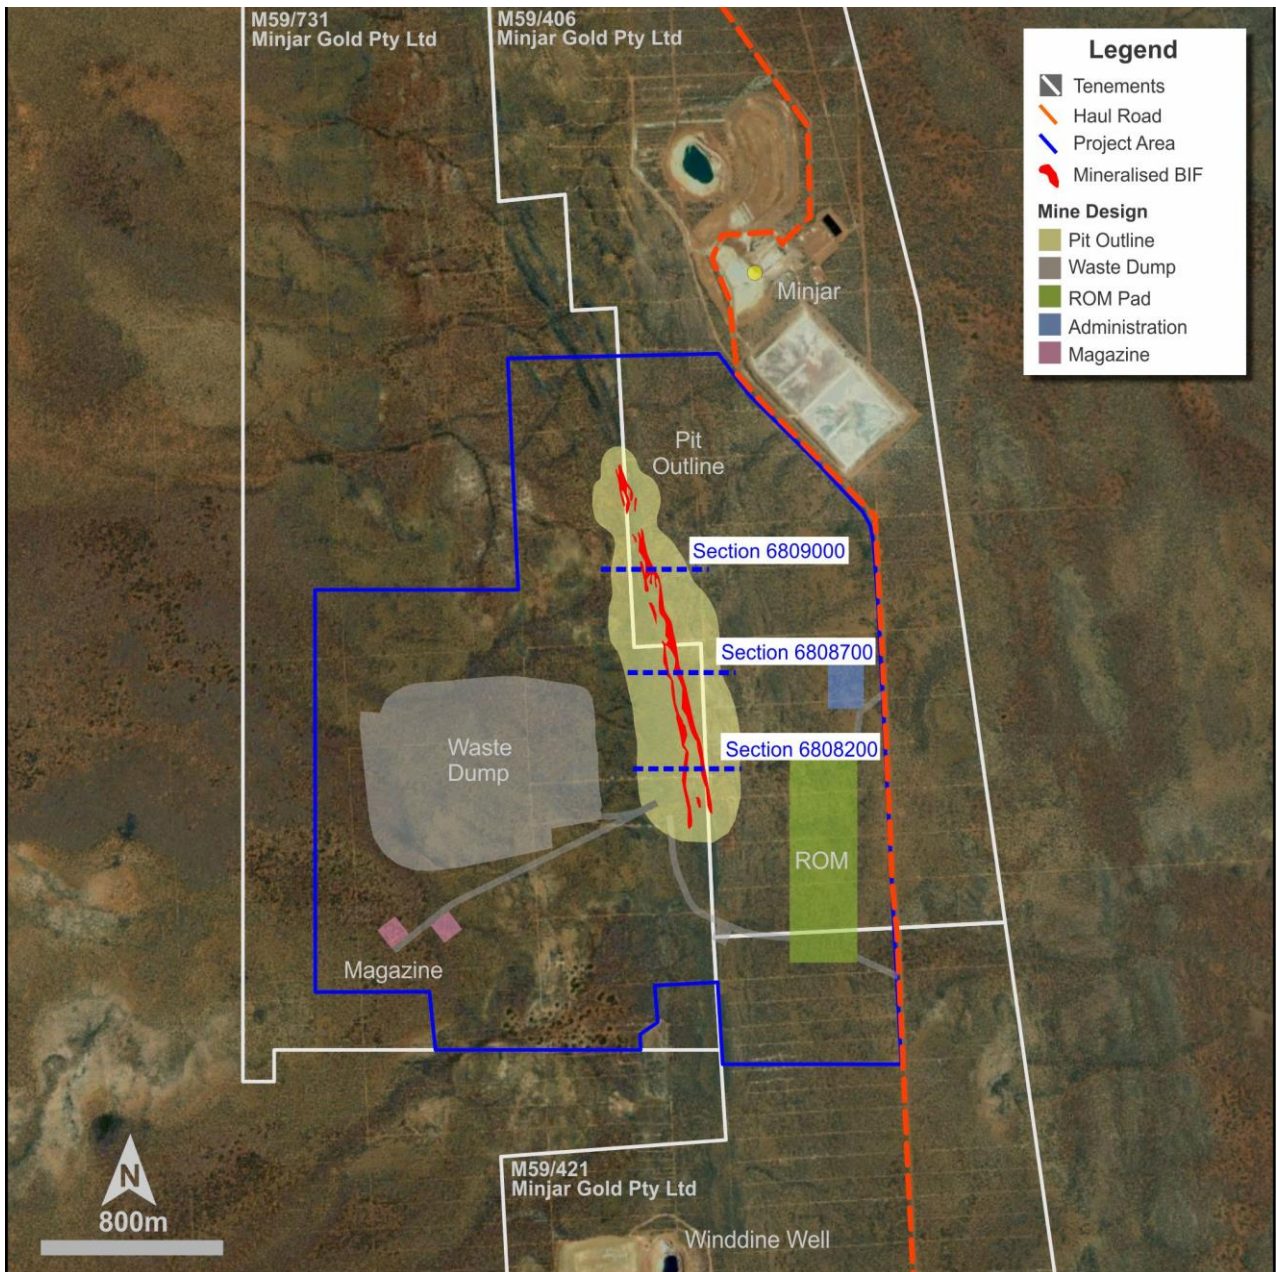 M59/731
Minjar Gold Pty Ltd
M59/406
Minjar Gold Pty Ltd
Legend
Tenements
Haul Road
Project Area
Mineralised BIF
Mine Design
Pit Outline
Waste Dump
ROM Pad
Administration
Magazine
Minjar
Pit
Outline
Section 6809000
Section 6808700
Section 6808200
Waste
Dump
ROM
Magazine
M59/421
Minjar Gold Pty Ltd
N
800m
Winddine Well